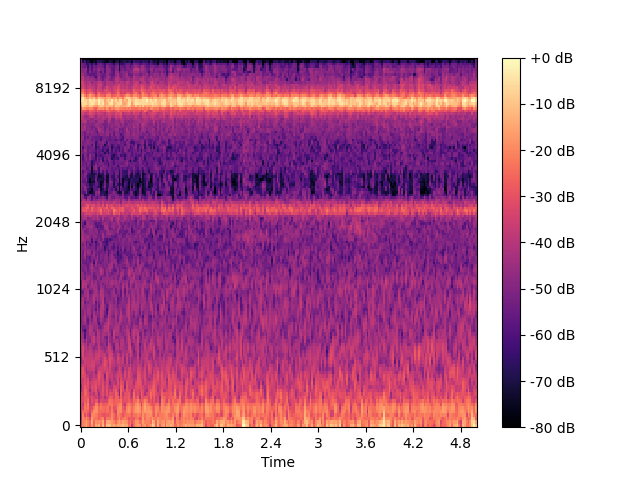 +0 dB
8192
-10 dB
-20 dB
4096
-30 dB
Hz
2048
-40 dB
-50 dB
1024
-60 dB
512
-70 dB
0
-80 dB
0 0.6 1.2 1.8 2.4 3 3.6 4.2 4.8
Time